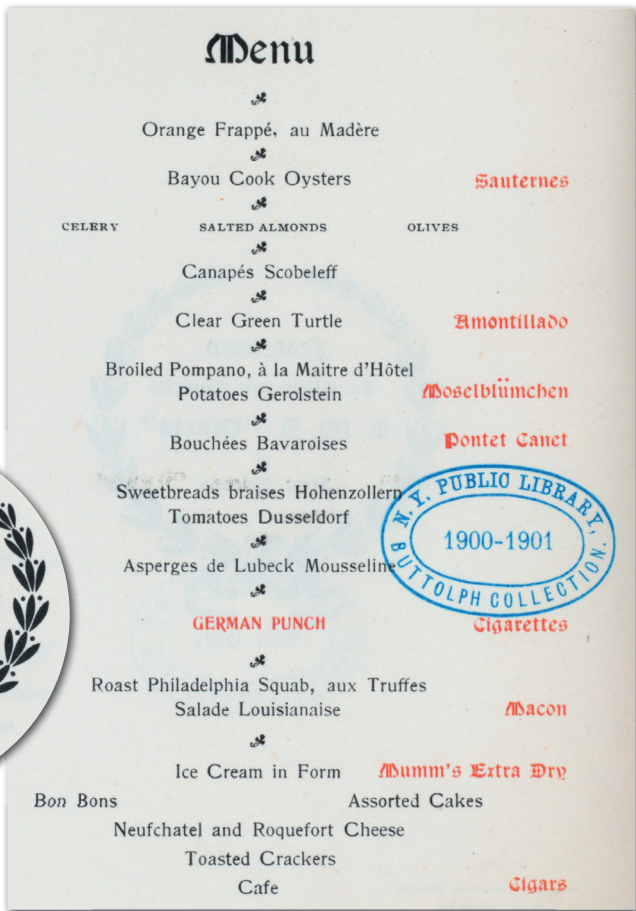 Menu
Orange Frappé, au Madère
Bayou Cook Oysters Sauternes
CELERY SALTED ALMONDS OLIVES
Canapés Scobeleff
Clear Green Turtle Amontillado
Broiled Pompano, à la Maitre d'Hôtel
Potatoes Gerolstein Moselblümchen
Bouchées Bavaroises Pontet Canet
Sweetbreads braises Hohenzollern
Tomatoes Dusseldorf
N. Y. PUBLIC LIBRARY,
1900-1901
BUTTOLPH COLLECTION.
Asperges de Lubeck Mousseline
GERMAN PUNCH Cigarettes
Roast Philadelphia Squab, aux Truffes
Salade Louisianaise Macon
Ice Cream in Form Mumm's Extra Dry
Bon Bons Assorted Cakes
Neufchatel and Roquefort Cheese
Toasted Crackers
Cafe Cigars